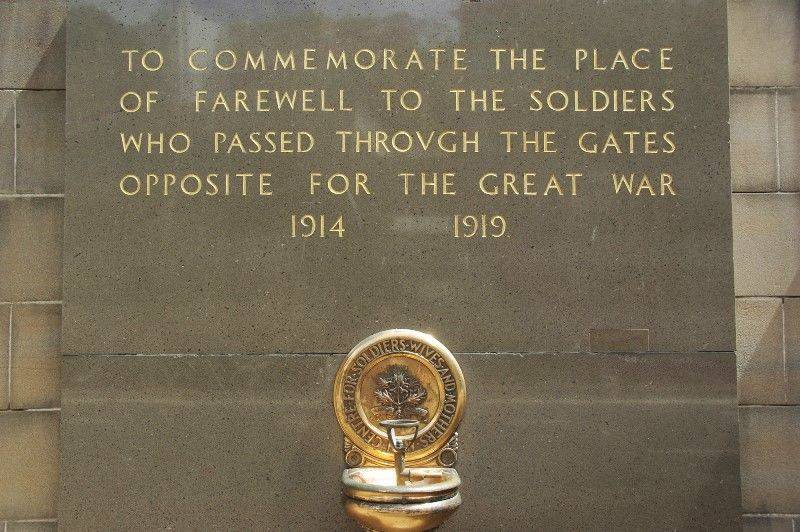 TO COMMEMORATE THE PLACE
OF FAREWELL TO THE SOLDIERS
WHO PASSED THROVGH THE GATES
OPPOSITE FOR THE GREAT WAR
1914 1919
CENTRE·FOR·SOLDIERS·WIVES·AND·MOTHERS